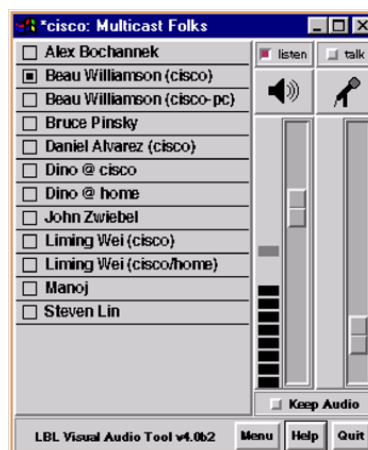 *cisco: Multicast Folks
Alex Bochannek
Beau Williamson (cisco)
Beau Williamson (cisco-pc)
Bruce Pinsky
Daniel Alvarez (cisco)
Dino @ cisco
Dino @ home
John Zwiebel
Liming Wei (cisco)
Liming Wei (cisco/home)
Manoj
Steven Lin
listen
talk
Keep Audio
LBL Visual Audio Tool v4.0b2
Menu
Help
Quit